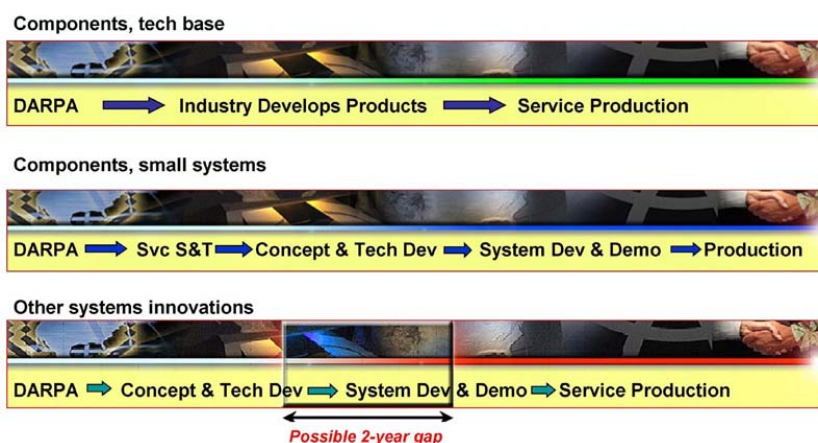 Components, tech base
DARPA Industry Develops Products Service Production
Components, small systems
DARPA Svc S&T Concept & Tech Dev System Dev & Demo Production
Other systems innovations
DARPA Concept & Tech Dev System Dev & Demo Service Production
Possible 2-year gap